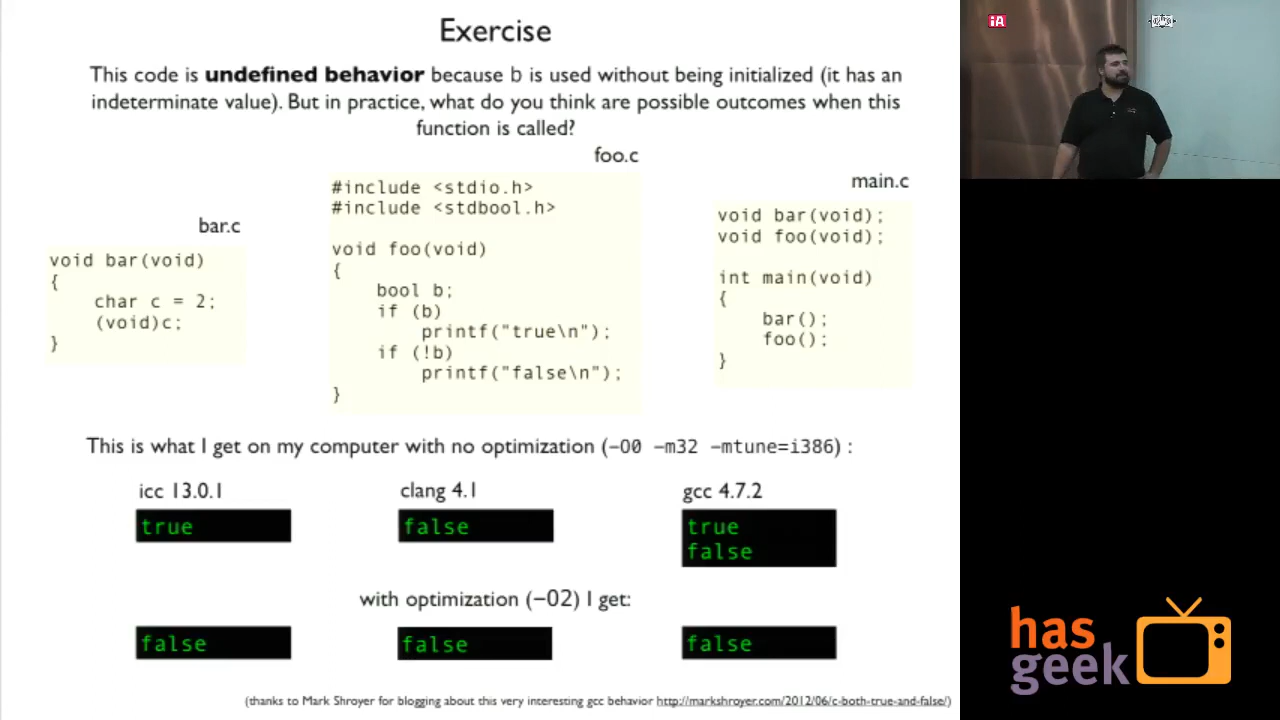 Exercise
This code is undefined behavior because b is used without being initialized (it has an
indeterminate value). But in practice, what do you think are possible outcomes when this
function is called?
bar.c
void bar(void)
{
    char c = 2;
    (void)c;
}
foo.c
#include <stdio.h>
#include <stdbool.h>
void foo(void)
{
    bool b;
    if (b)
        printf("true\n");
    if (!b)
        printf("false\n");
}
main.c
void bar(void);
void foo(void);
int main(void)
{
    bar();
    foo();
}
This is what I get on my computer with no optimization (-O0 -m32 -mtune=i386) :
icc 13.0.1
true
clang 4.1
false
gcc 4.7.2
true
false
with optimization (-O2) I get:
false
false
false
(thanks to Mark Shroyer for blogging about this very interesting gcc behavior http://markshroyer.com/2012/06/c-both-true-and-false/)
iA
has
geek